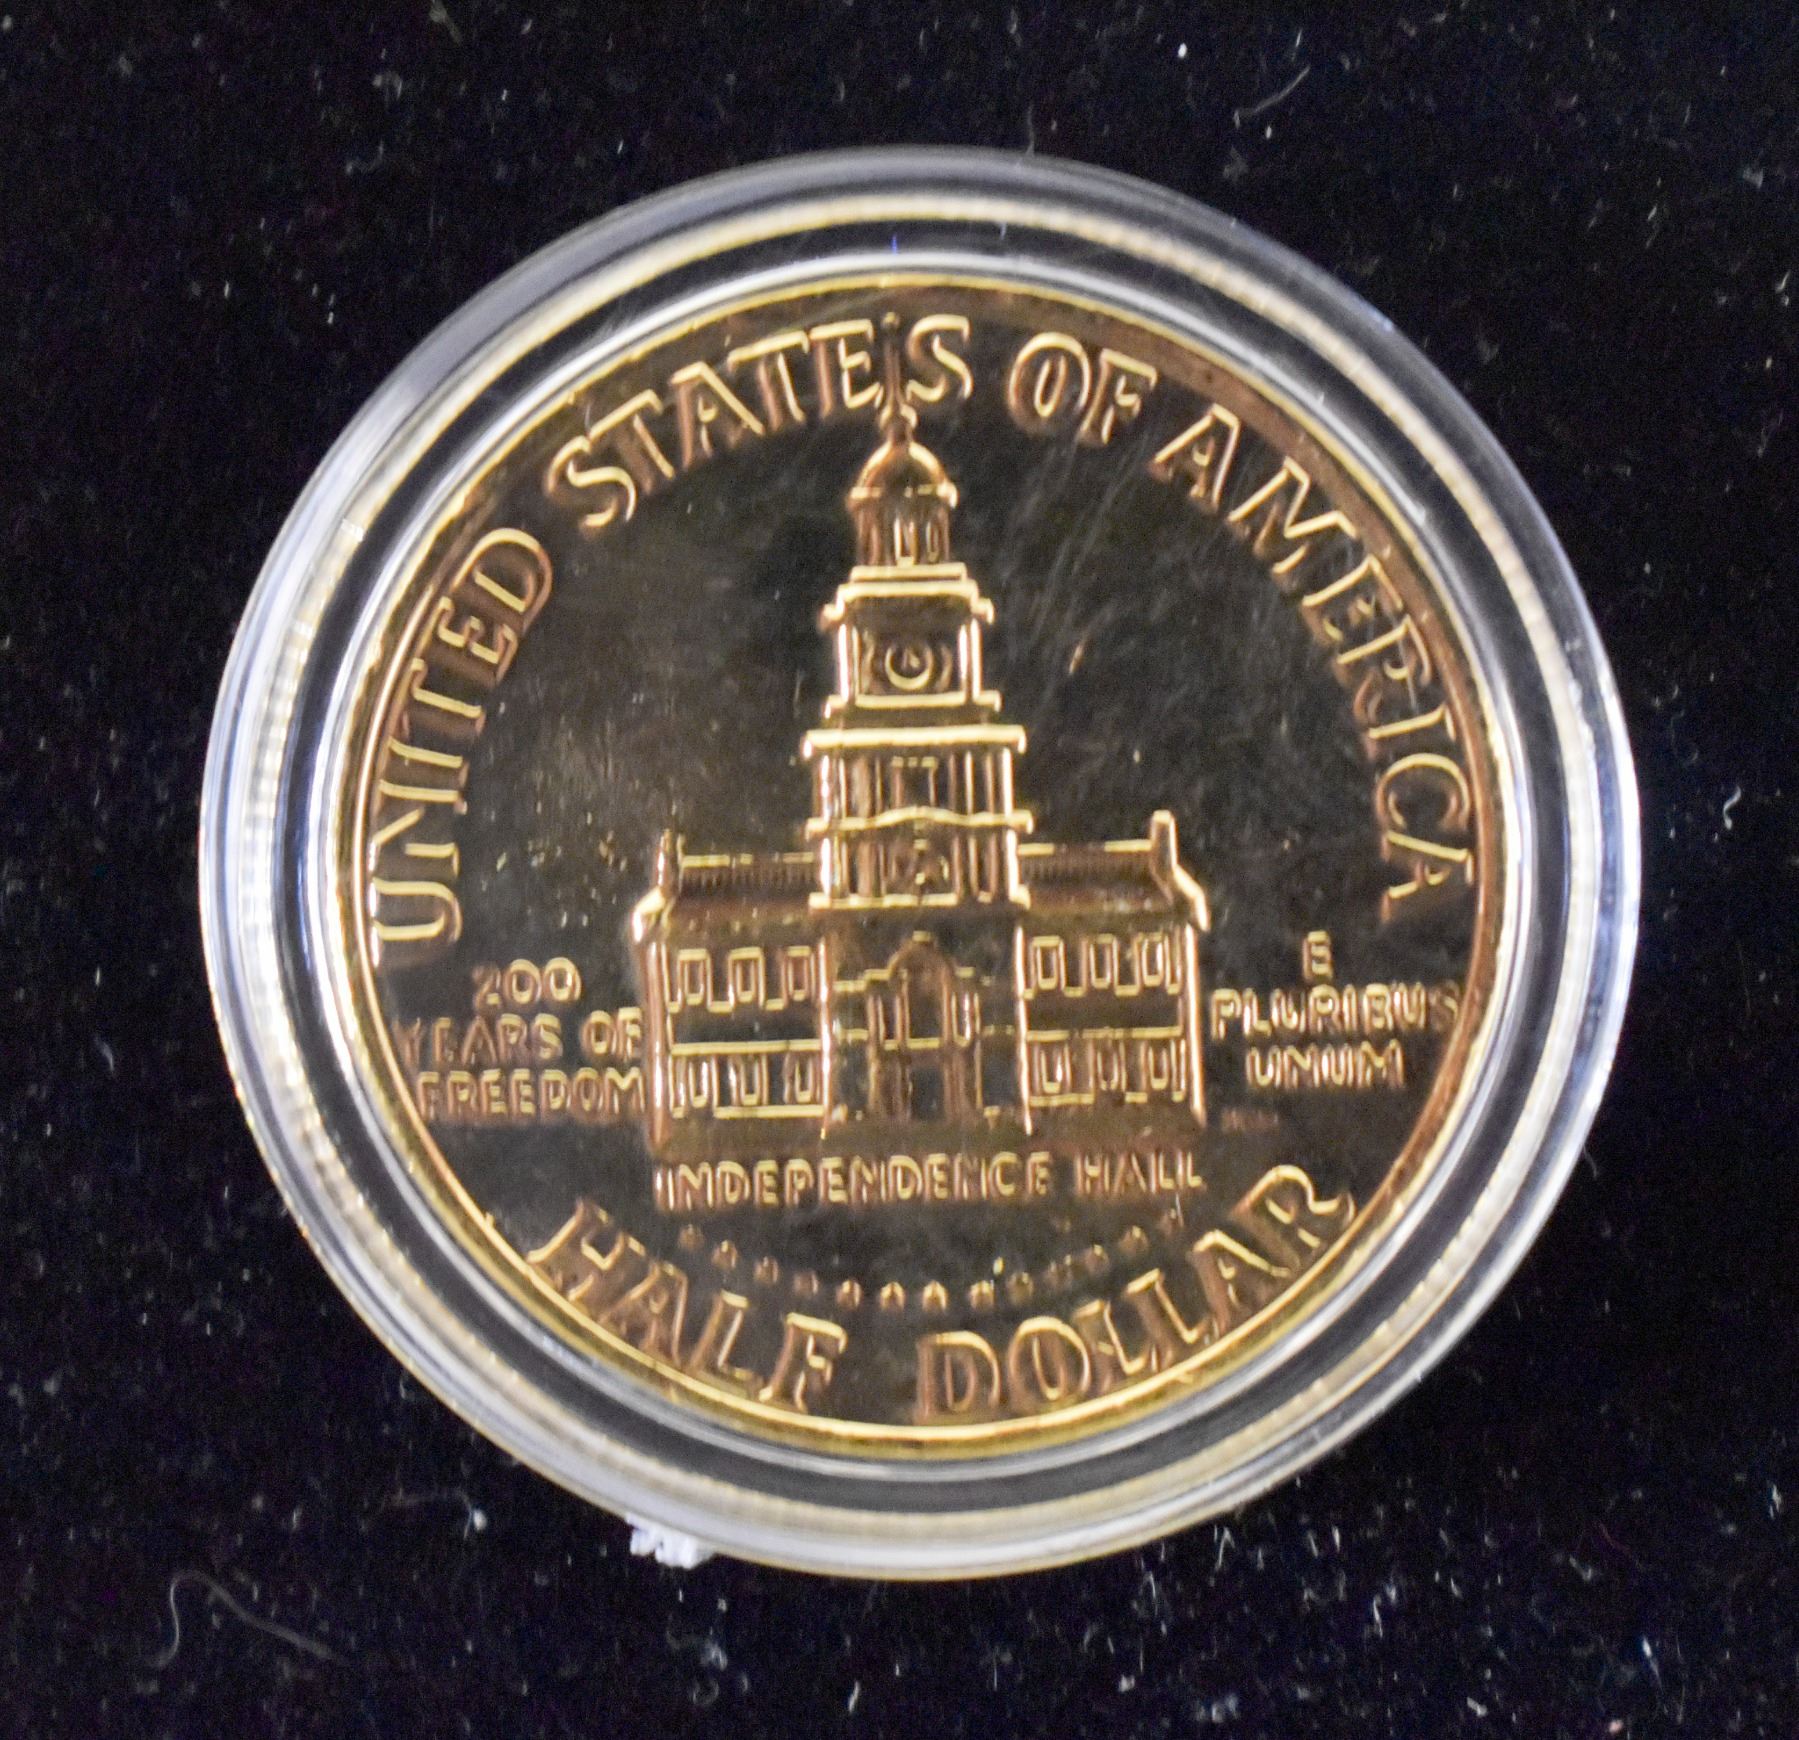 UNITED STATES OF AMERICA
200
YEARS OF
FREEDOM
E
PLURIBUS
UNUM
INDEPENDENCE HALL
HALF DOLLAR